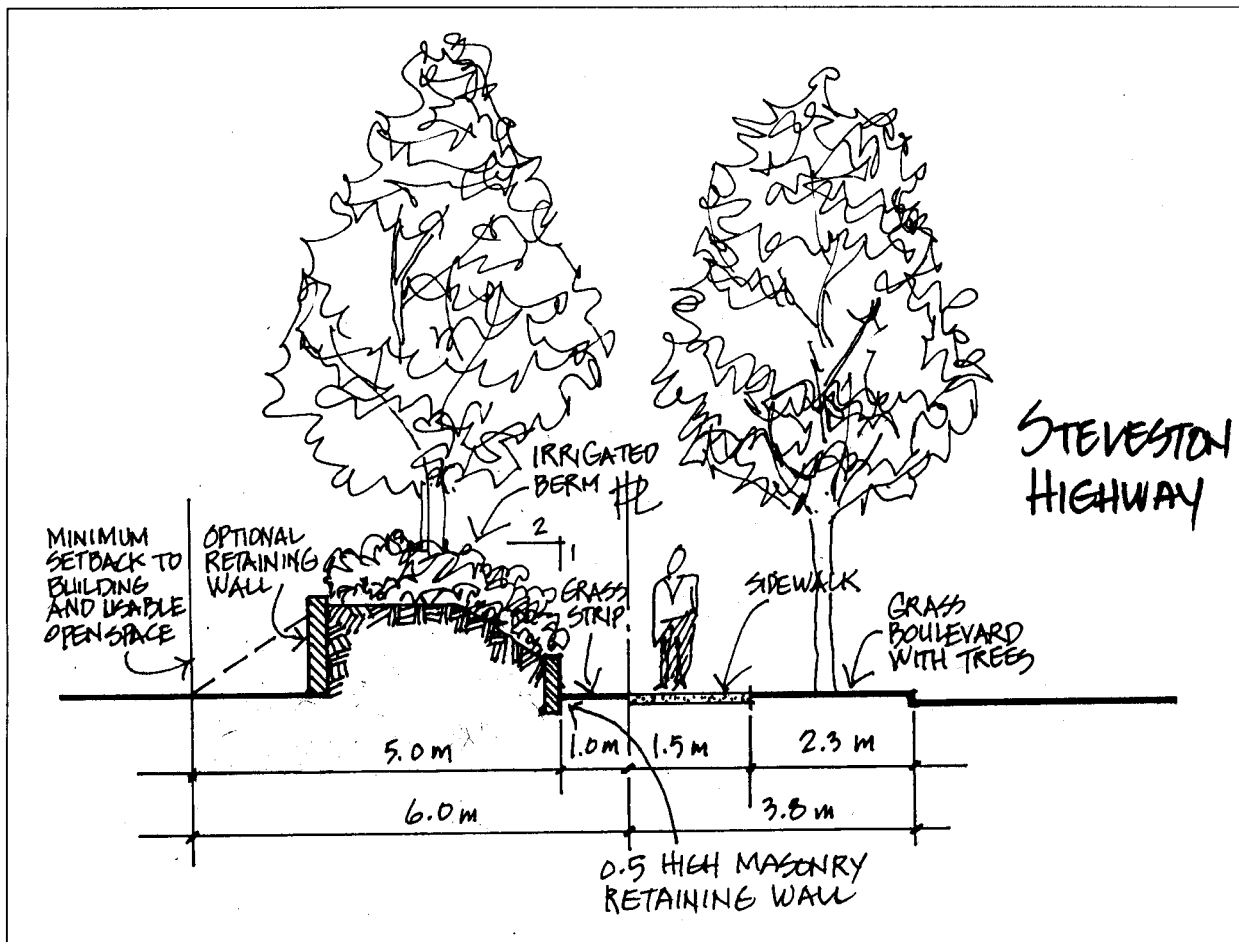 STEVESTON
HIGHWAY
IRRIGATED
BERM
PL
2
1
MINIMUM
SETBACK TO
BUILDING
AND USABLE
OPEN SPACE
OPTIONAL
RETAINING
WALL
GRASS
STRIP
SIDEWALK
GRASS
BOULEVARD
WITH TREES
5.0 m
1.0 m
1.5 m
2.3 m
6.0 m
3.8 m
0.5 HIGH MASONRY
RETAINING WALL